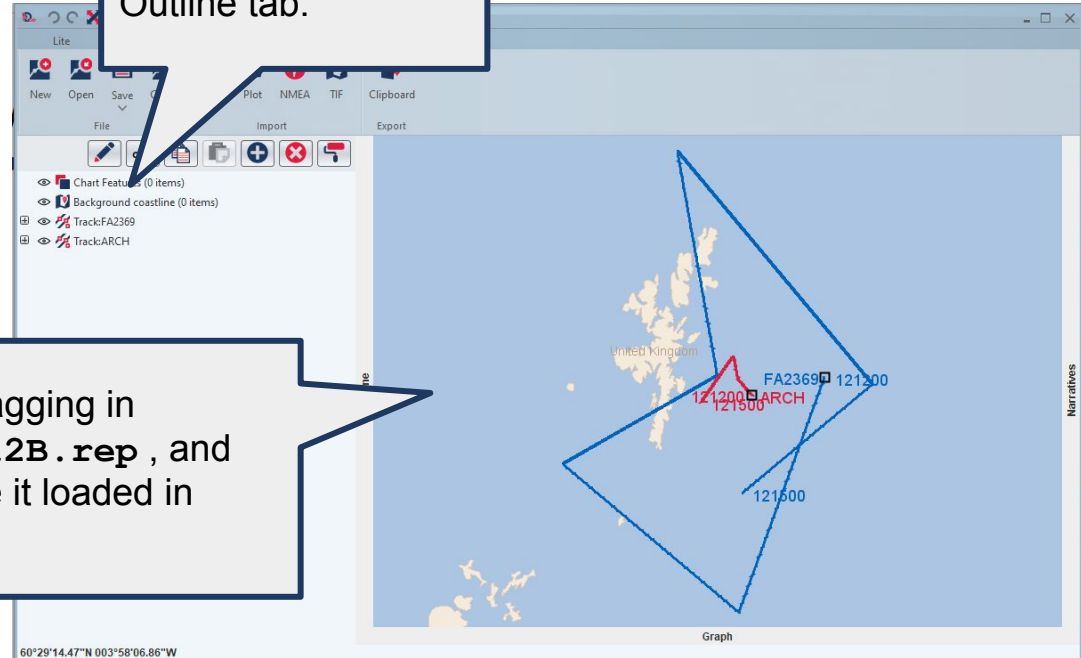 Outline tab.
Lite
New Open Save
Plot NMEA TIF Clipboard
File Import Export
Chart Features (0 items)
Background coastline (0 items)
Track:FA2369
Track:ARCH
agging in
2B.rep , and
it loaded in
United Kingdom
FA2369 121200
121200 ARCH
121500
121500
Narratives
Graph
60°29'14.47"N 003°58'06.86"W